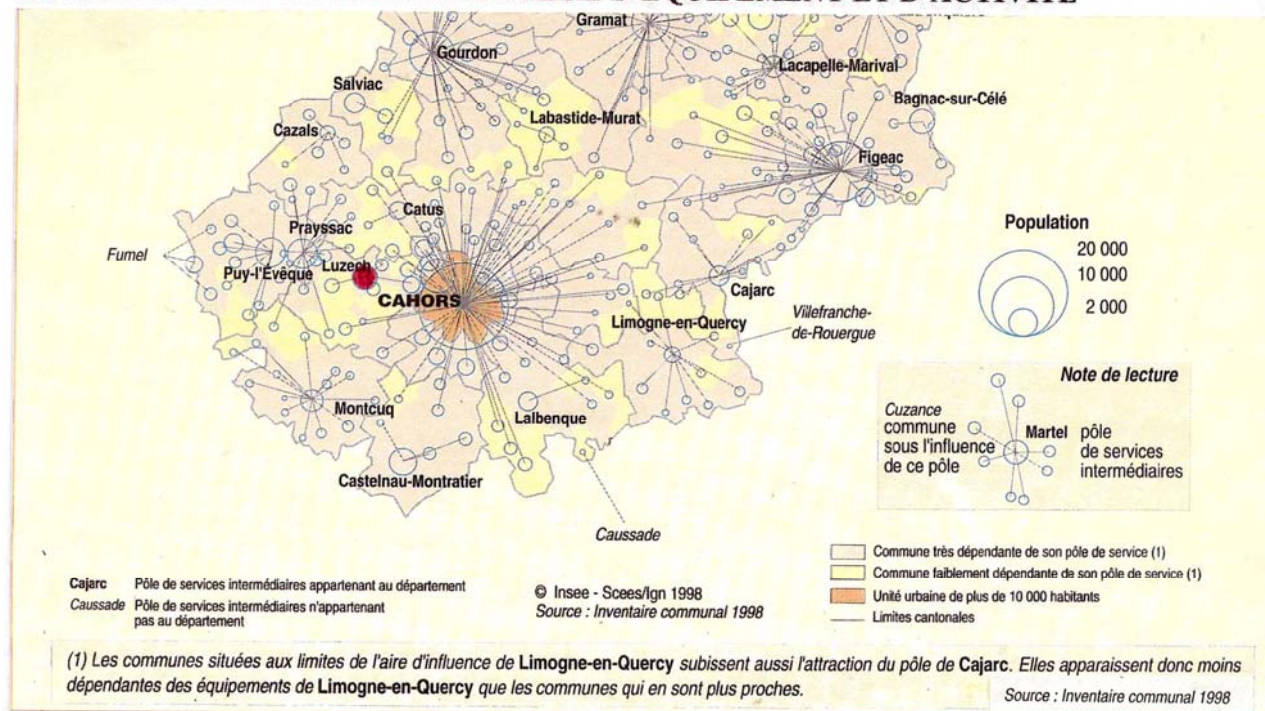 ÉQUIPEMENT ET D'ACTIVITÉ
Gramat
Gourdon
Lacapelle-Marival
Salviac
Bagnac-sur-Célé
Labastide-Murat
Cazals
Figeac
Catus
Prayssac
Fumel
Luzech
Puy-l'Évêque
CAHORS
Cajarc
Limogne-en-Quercy
Villefranche-
de-Rouergue
Montcuq
Lalbenque
Castelnau-Montratier
Caussade
Population
20 000
10 000
2 000
Note de lecture
Cuzance
commune
sous l'influence
de ce pôle
Martel pôle
de services
intermédiaires
Cajarc Pôle de services intermédiaires appartenant au département
Caussade Pôle de services intermédiaires n'appartenant
pas au département
© Insee - Scees/Ign 1998
Source : Inventaire communal 1998
Commune très dépendante de son pôle de service (1)
Commune faiblement dépendante de son pôle de service (1)
Unité urbaine de plus de 10 000 habitants
Limites cantonales
(1) Les communes situées aux limites de l'aire d'influence de Limogne-en-Quercy subissent aussi l'attraction du pôle de Cajarc. Elles apparaissent donc moins
dépendantes des équipements de Limogne-en-Quercy que les communes qui en sont plus proches.
Source : Inventaire communal 1998